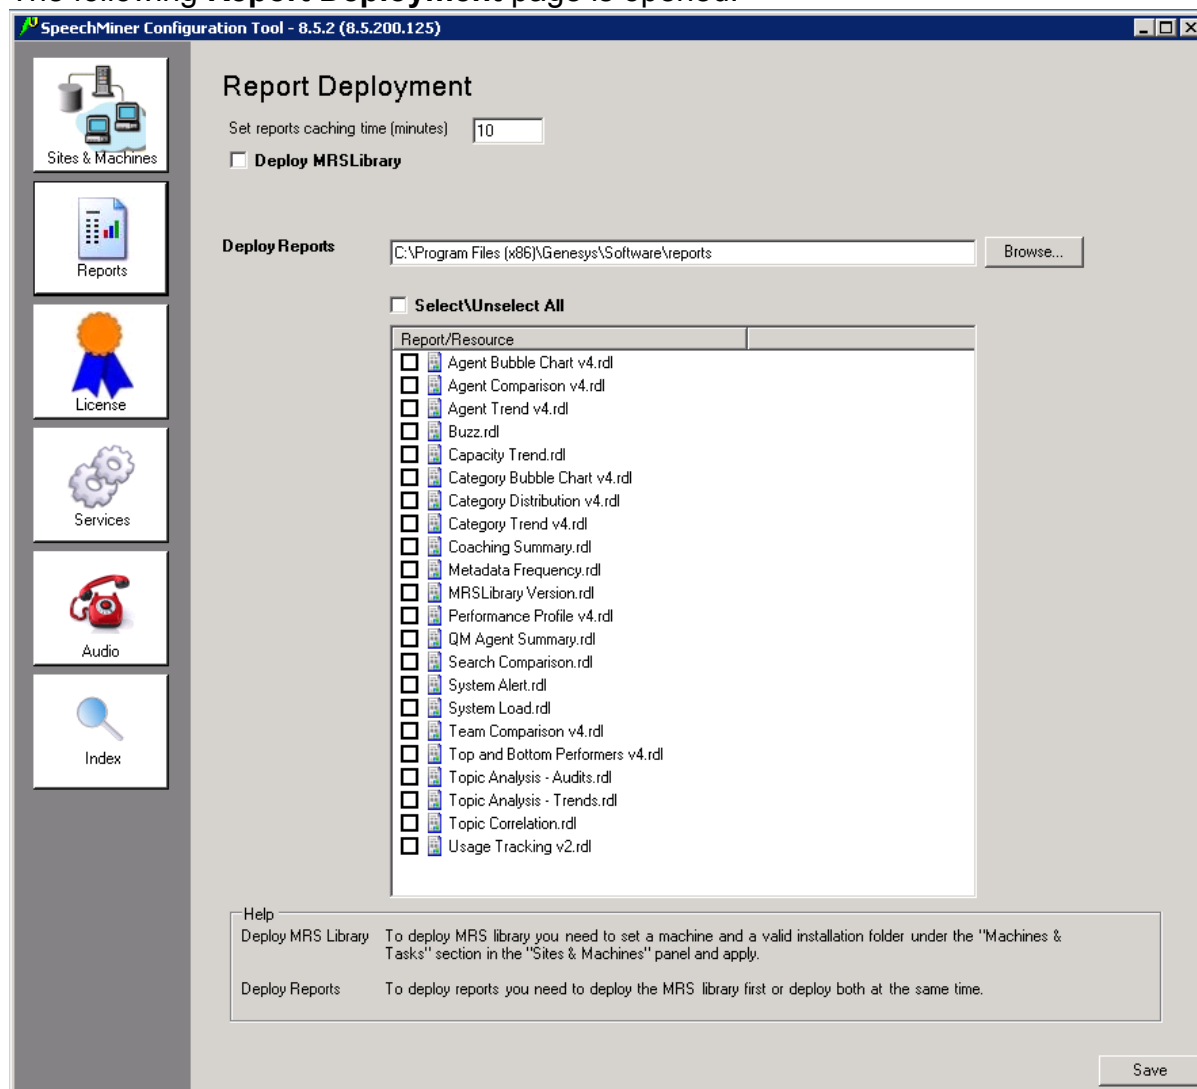 The following Report Deployment page is opened:
SpeechMiner Configuration Tool - 8.5.2 (8.5.200.125)
Sites & Machines
Reports
License
Services
Audio
Index
Report Deployment
Set reports caching time (minutes) 10
Deploy MRSLibrary
Deploy Reports C:\Program Files (x86)\Genesys\Software\reports Browse...
Select\Unselect All
Report/Resource
Agent Bubble Chart v4.rdl
Agent Comparison v4.rdl
Agent Trend v4.rdl
Buzz.rdl
Capacity Trend.rdl
Category Bubble Chart v4.rdl
Category Distribution v4.rdl
Category Trend v4.rdl
Coaching Summary.rdl
Metadata Frequency.rdl
MRSLibrary Version.rdl
Performance Profile v4.rdl
QM Agent Summary.rdl
Search Comparison.rdl
System Alert.rdl
System Load.rdl
Team Comparison v4.rdl
Top and Bottom Performers v4.rdl
Topic Analysis - Audits.rdl
Topic Analysis - Trends.rdl
Topic Correlation.rdl
Usage Tracking v2.rdl
Help
Deploy MRS Library To deploy MRS library you need to set a machine and a valid installation folder under the "Machines &
Tasks" section in the "Sites & Machines" panel and apply.
Deploy Reports To deploy reports you need to deploy the MRS library first or deploy both at the same time.
Save